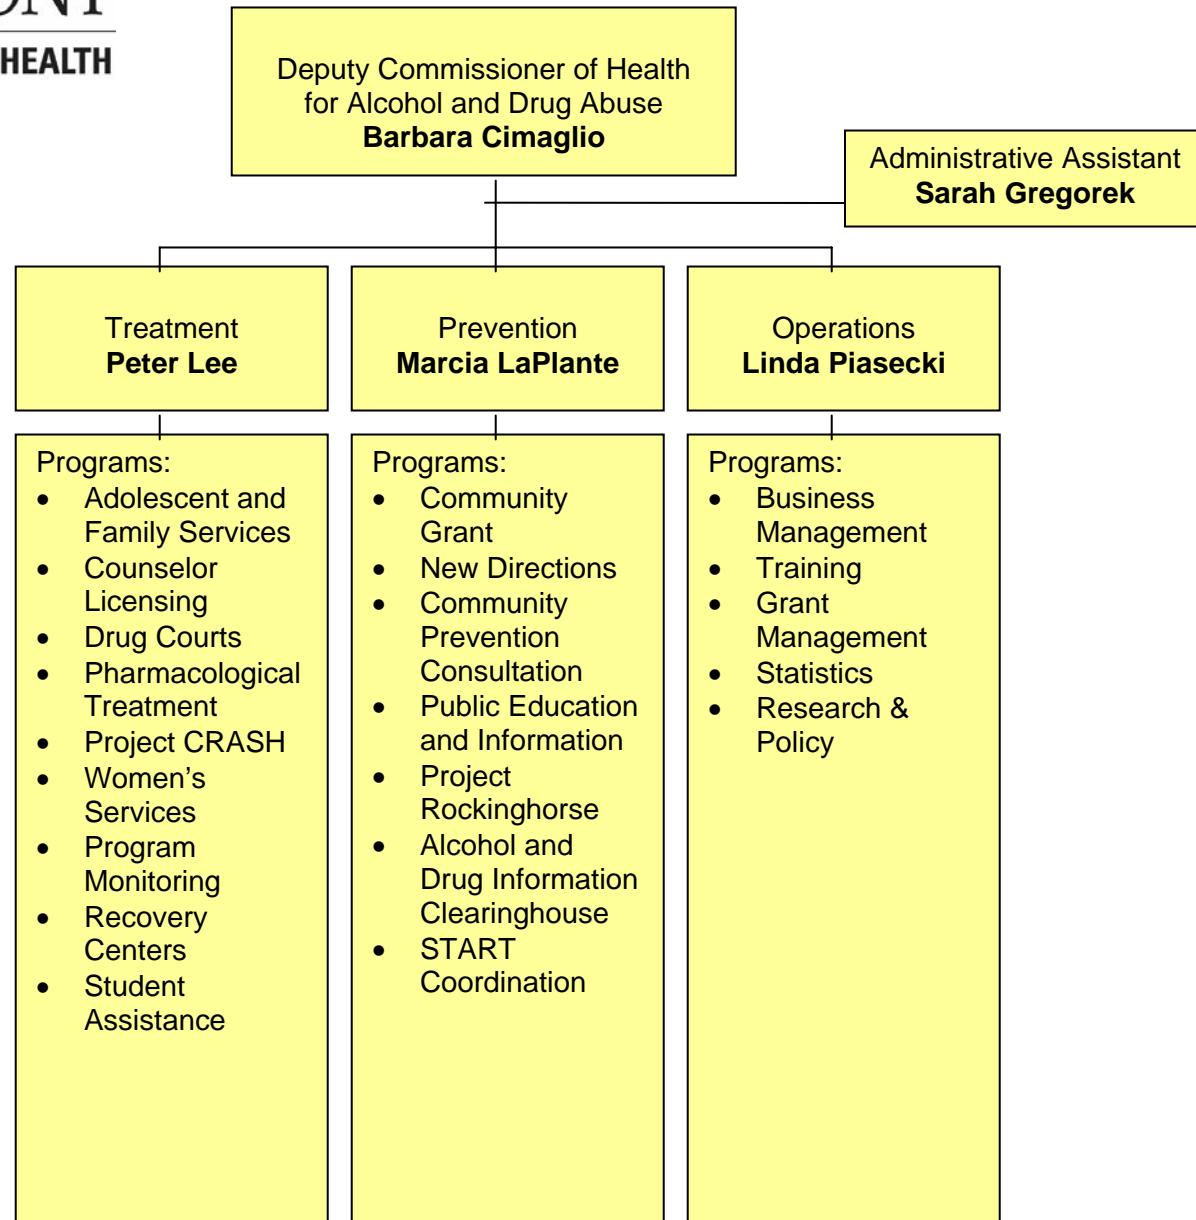 HEALTH
Deputy Commissioner of Health
for Alcohol and Drug Abuse
Barbara Cimaglio
Administrative Assistant
Sarah Gregorek
Treatment
Peter Lee
Prevention
Marcia LaPlante
Operations
Linda Piasecki
Programs:
• Adolescent and
Family Services
• Counselor
Licensing
• Drug Courts
• Pharmacological
Treatment
• Project CRASH
• Women’s
Services
• Program
Monitoring
• Recovery
Centers
• Student
Assistance
Programs:
• Community
Grant
• New Directions
• Community
Prevention
Consultation
• Public Education
and Information
• Project
Rockinghorse
• Alcohol and
Drug Information
Clearinghouse
• START
Coordination
Programs:
• Business
Management
• Training
• Grant
Management
• Statistics
• Research &
Policy